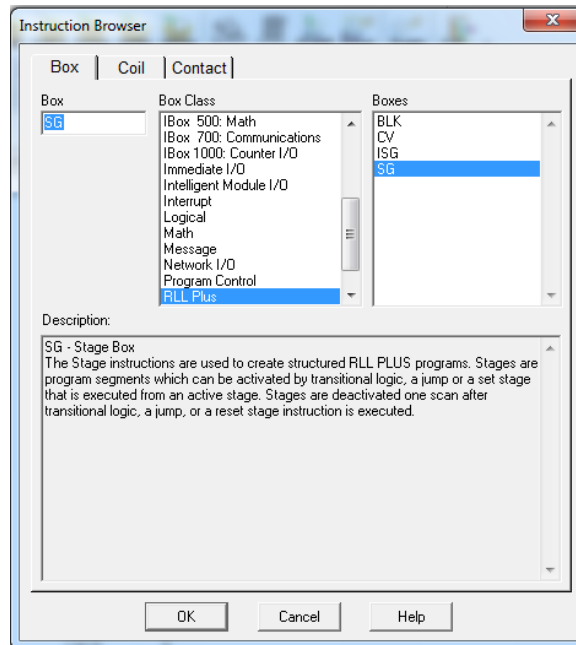 Instruction Browser
Box
Coil
Contact
Box
Box Class
Boxes
SG
IBox 500: Math
IBox 700: Communications
IBox 1000: Counter I/O
Immediate I/O
Intelligent Module I/O
Interrupt
Logical
Math
Message
Network I/O
Program Control
RLL Plus
BLK
CV
ISG
SG
Description:
SG - Stage Box
The Stage instructions are used to create structured RLL PLUS programs. Stages are
program segments which can be activated by transitional logic, a jump or a set stage
that is executed from an active stage. Stages are deactivated one scan after
transitional logic, a jump, or a reset stage instruction is executed.
OK
Cancel
Help